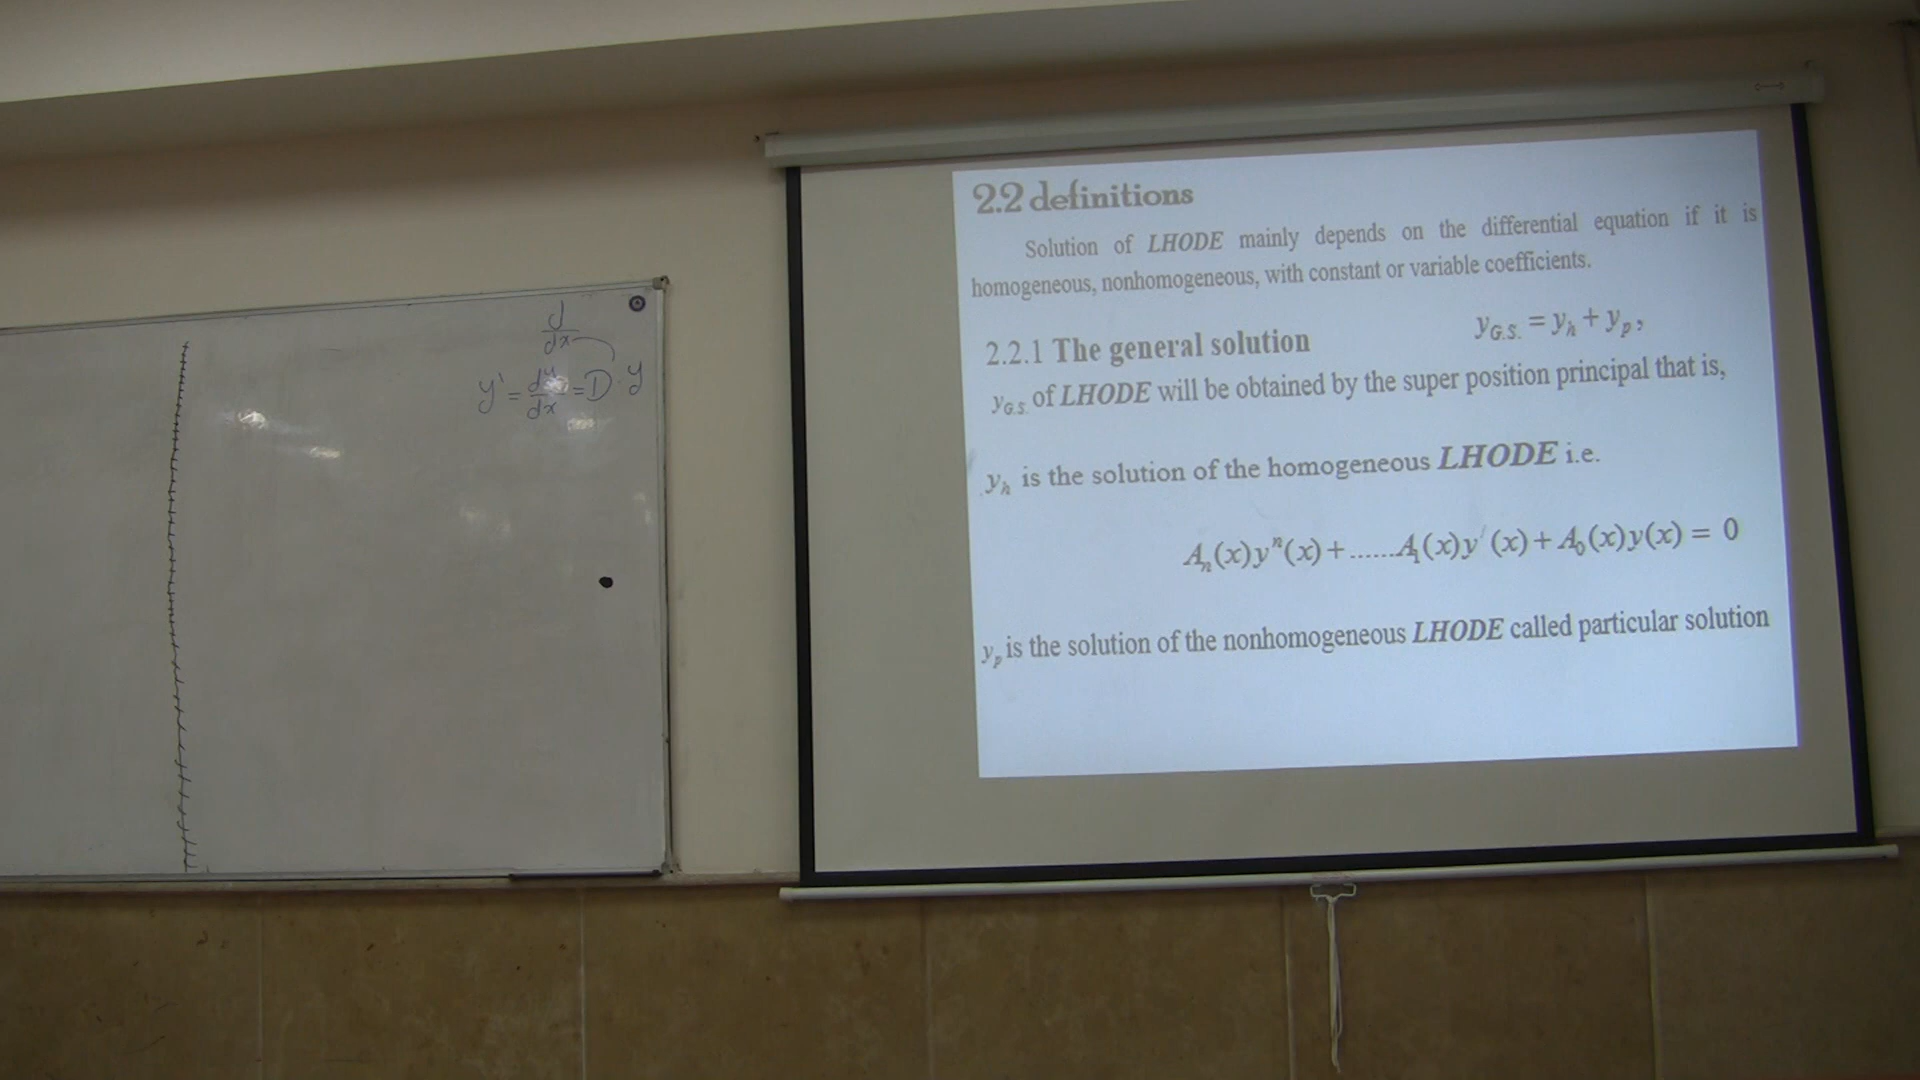 d/dx
y' = dy/dx = D · y
2.2 definitions
Solution of LHODE mainly depends on the differential equation if it is
homogeneous, nonhomogeneous, with constant or variable coefficients.
2.2.1 The general solution y_G.S. = y_h + y_p,
y_G.S. of LHODE will be obtained by the super position principal that is,
y_h is the solution of the homogeneous LHODE i.e.
A_n(x)y^n(x)+......A_1(x)y'(x)+A_0(x)y(x) = 0
y_p is the solution of the nonhomogeneous LHODE called particular solution